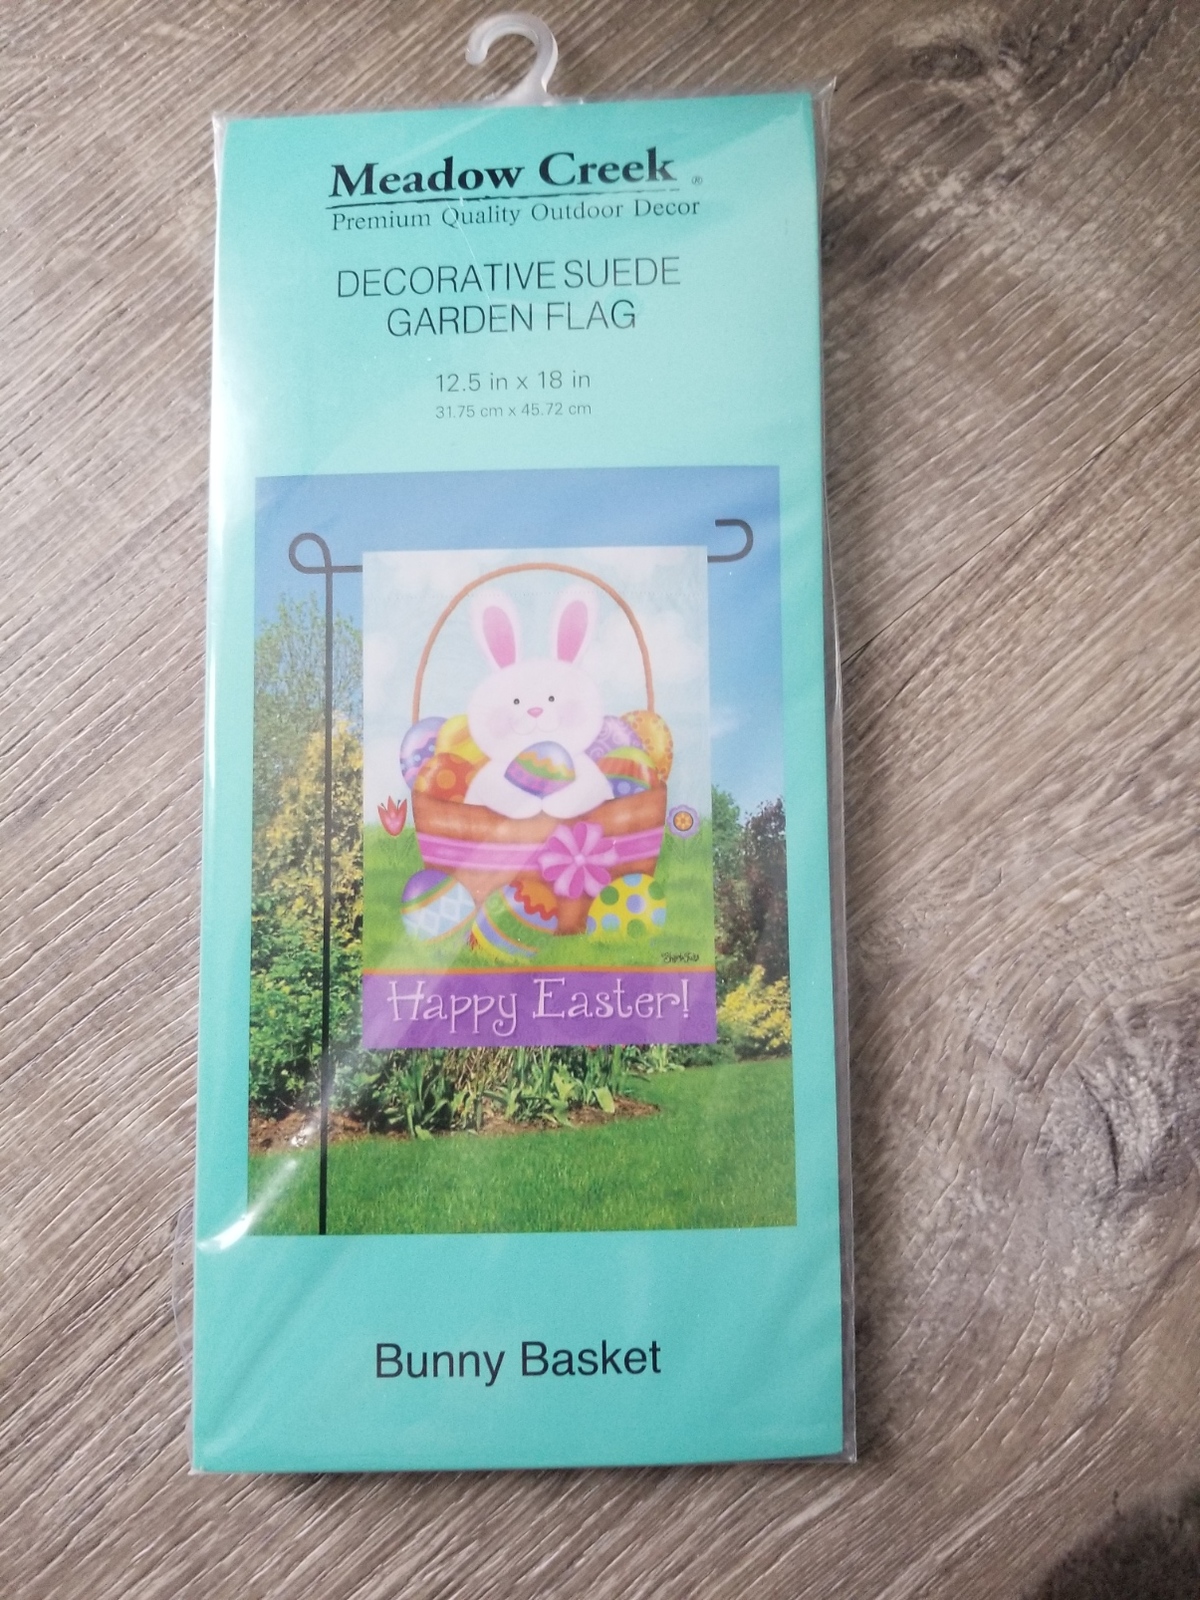 Meadow Creek ®
Premium Quality Outdoor Decor
DECORATIVE SUEDE
GARDEN FLAG
12.5 in x 18 in
31.75 cm x 45.72 cm
Happy Easter!
Bunny Basket